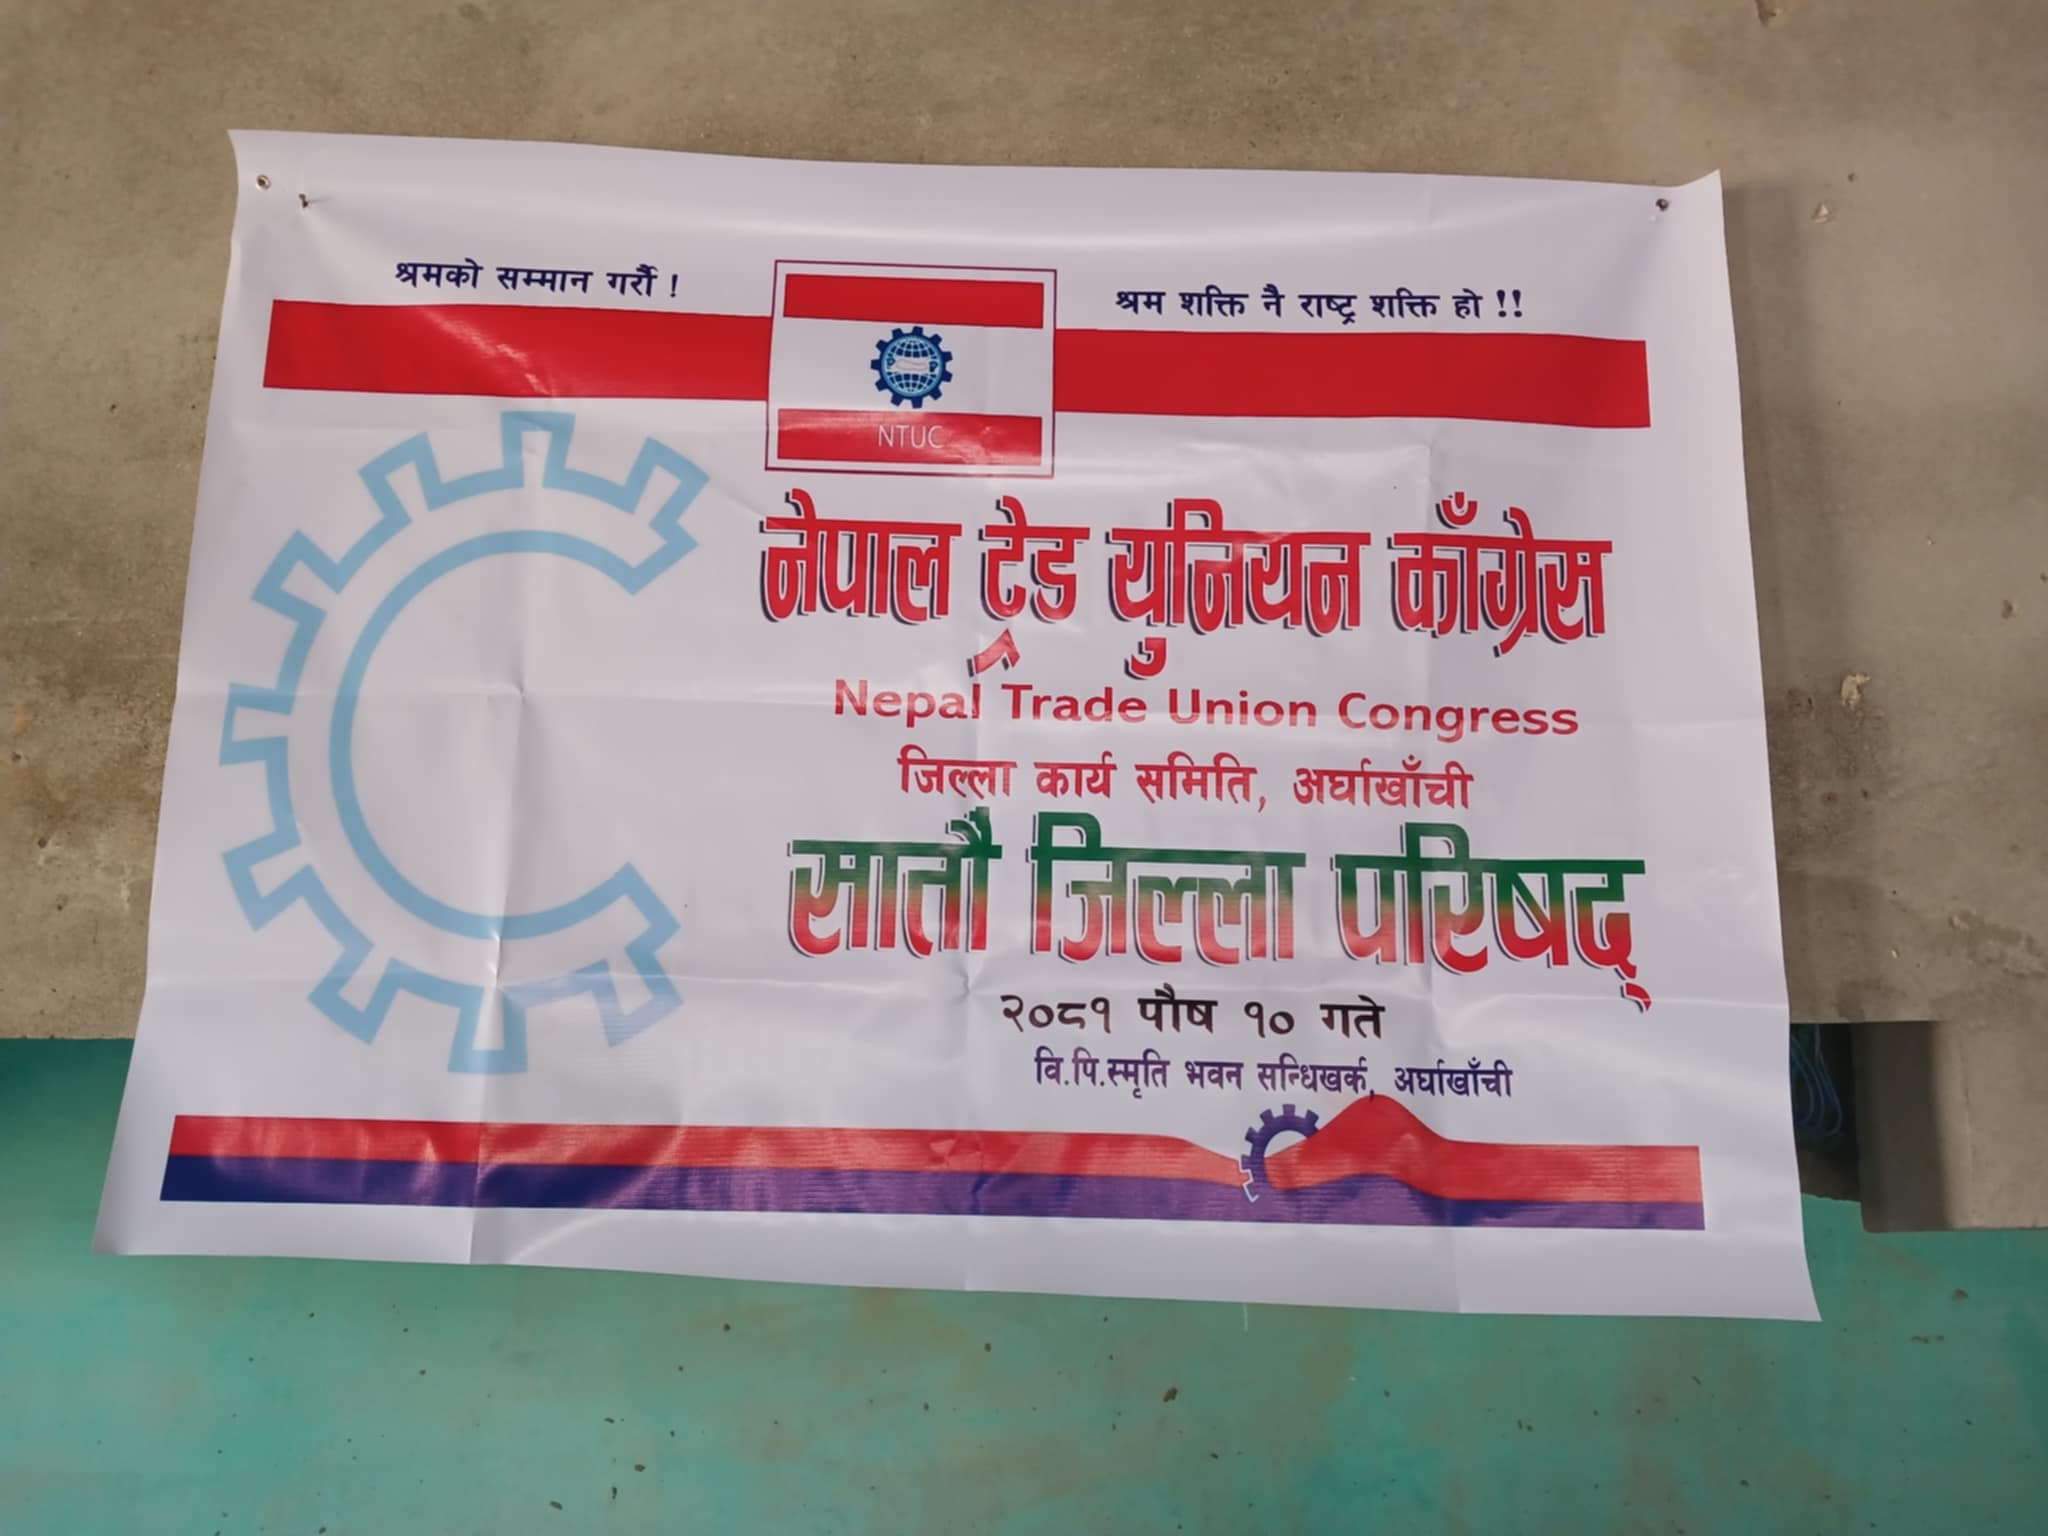 श्रमको सम्मान गरौं !
श्रम शक्ति नै राष्ट्र शक्ति हो !!
NTUC
नेपाल ट्रेड युनियन काँग्रेस
Nepal Trade Union Congress
जिल्ला कार्य समिति, अर्घाखाँची
सातौ जिल्ला परिषद्
२०८१ पौष १० गते
वि.पि.स्मृति भवन सन्धिखर्क, अर्घाखाँची